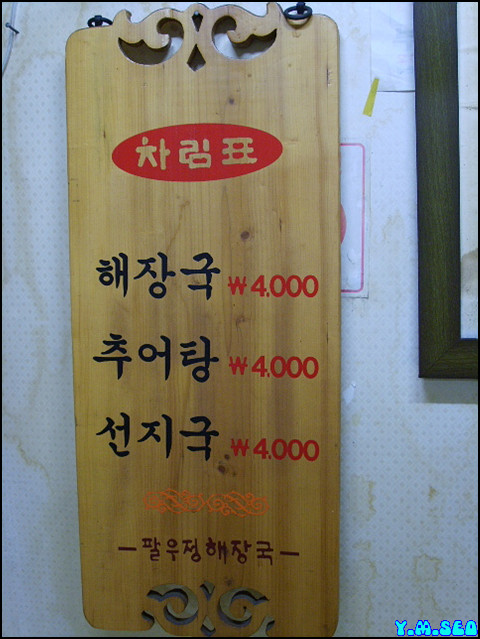 차림표
해장국 ₩4.000
추어탕 ₩4.000
선지국 ₩4.000
-팔우정해장국-
Y.M.SEO